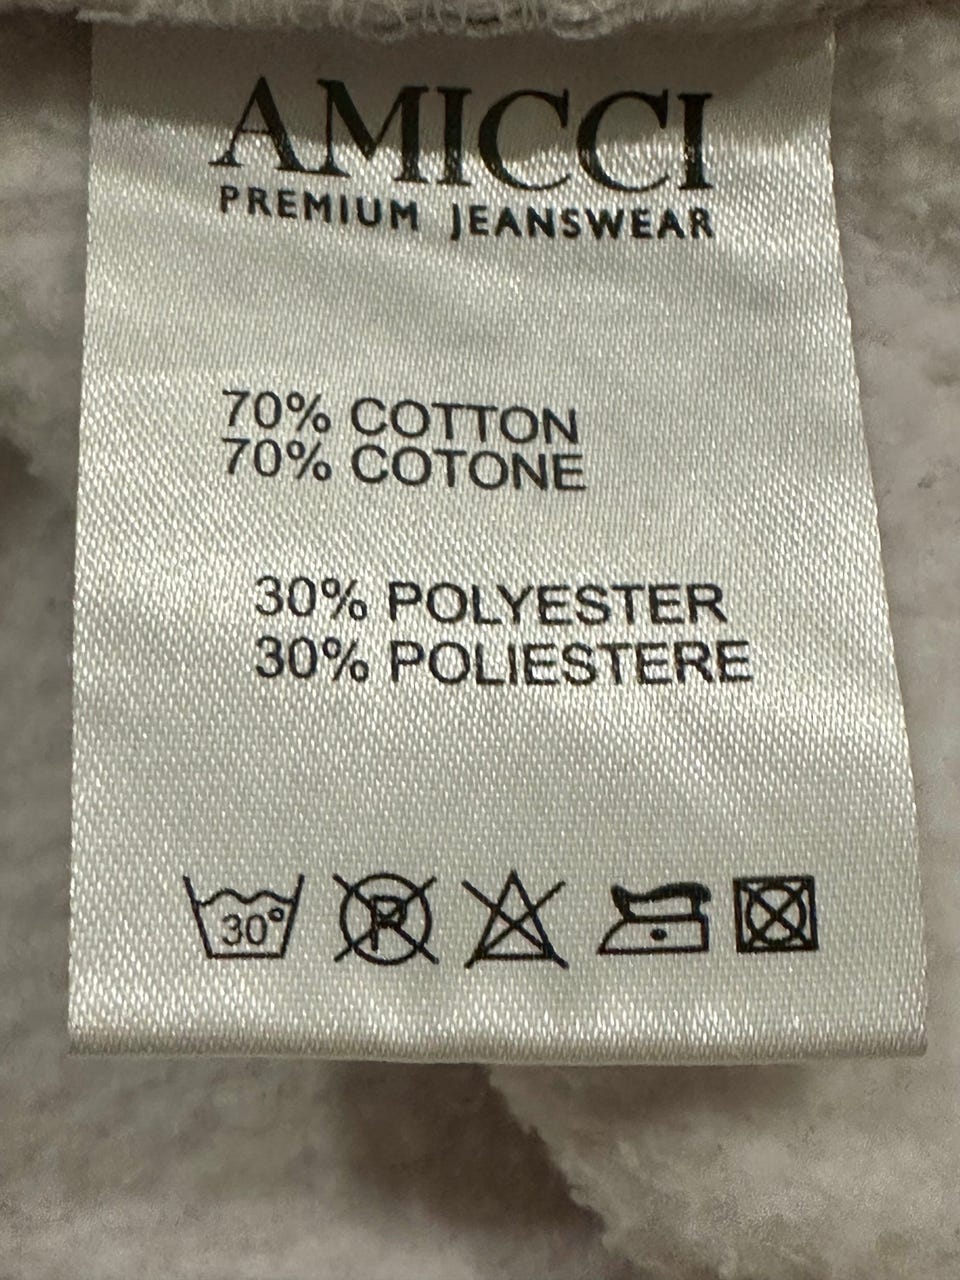 AMICCI
PREMIUM JEANSWEAR
70% COTTON
70% COTONE
30% POLYESTER
30% POLIESTERE
30° P